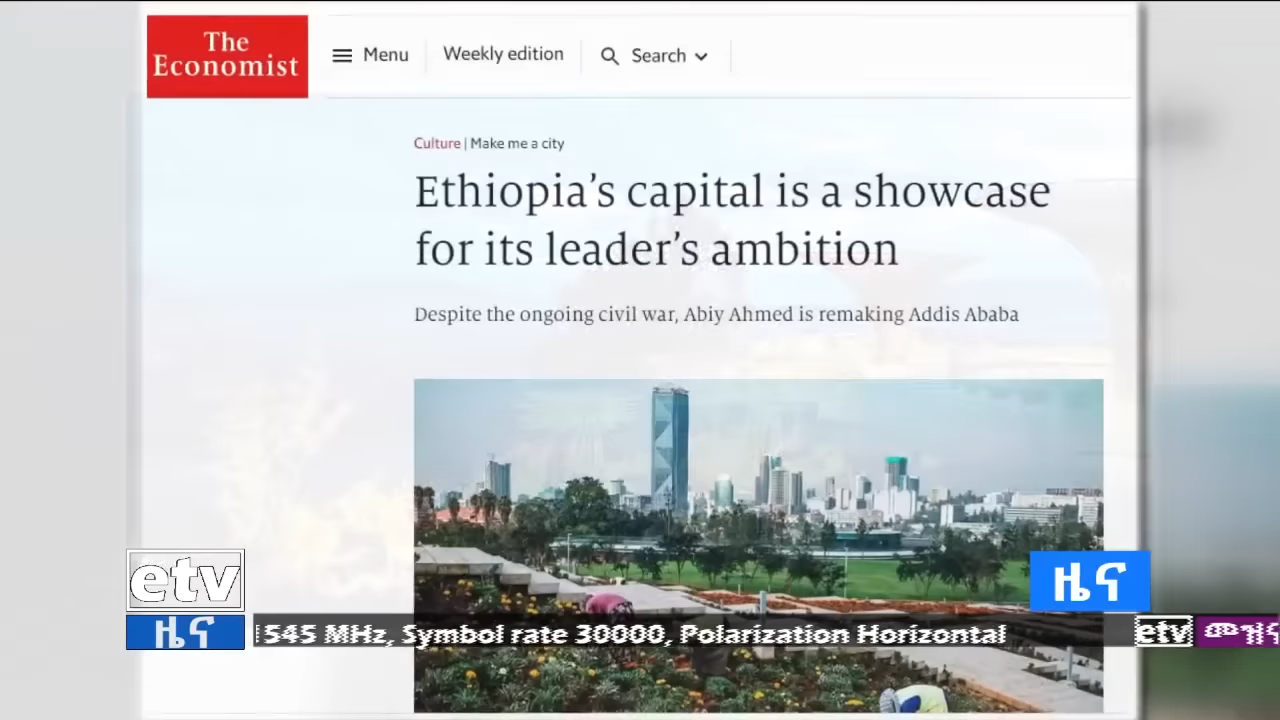 The
Economist
Menu
Weekly edition
Search
Culture | Make me a city
Ethiopia’s capital is a showcase
for its leader’s ambition
Despite the ongoing civil war, Abiy Ahmed is remaking Addis Ababa
etv
ዜና
ዜና
545 MHz, Symbol rate 30000, Polarization Horizontal
etv